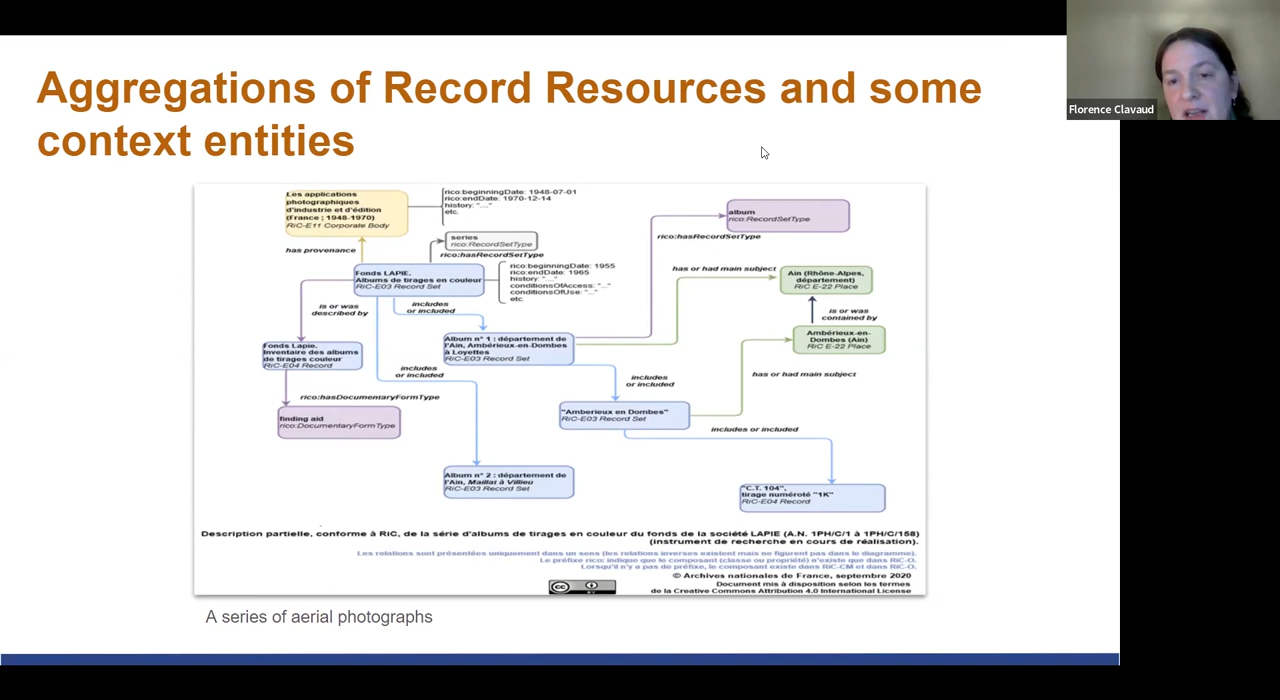 Aggregations of Record Resources and some
context entities
Florence Clavaud
Les applications
photographiques
d'industrie et d'édition
(France ; 1948-1970)
RiC-E11 Corporate Body
rico:beginningDate: 1948-07-01
rico:endDate: 1970-12-14
history: "..."
etc.
album
rico:RecordSetType
has provenance
series
rico:RecordSetType
rico:hasRecordSetType
rico:hasRecordSetType
Fonds LAPIE.
Albums de tirages en couleur
RiC-E03 Record Set
rico:beginningDate: 1955
rico:endDate: 1965
history: "..."
conditionsOfAccess: "..."
conditionsOfUse: "..."
etc.
has or had main subject
Ain (Rhône-Alpes,
département)
RiC E-22 Place
is or was
described by
includes
or included
is or was
contained by
Fonds Lapie.
Inventaire des albums
de tirages couleur
RiC-E04 Record
Album n° 1 : département de
l'Ain, Ambérieux-en-Dombes
à Loyettes
RiC-E03 Record Set
Ambérieux-en-
Dombes (Ain)
RiC E-22 Place
includes
or included
includes
or included
has or had main subject
rico:hasDocumentaryFormType
finding aid
rico:DocumentaryFormType
"Amberieux en Dombes"
RiC-E03 Record Set
includes or included
Album n° 2 : département de
l'Ain, Maillat à Villieu
RiC-E03 Record Set
"C.T. 104",
tirage numéroté "1K"
RiC-E04 Record
Description partielle, conforme à RiC, de la série d'albums de tirages en couleur du fonds de la société LAPIE (A.N. 1PH/C/1 à 1PH/C/158)
(instrument de recherche en cours de réalisation).
Les relations sont présentées uniquement dans un sens (les relations inverses existent mais ne figurent pas dans le diagramme).
Le préfixe rico: indique que le composant (classe ou propriété) n'existe que dans RiC-O.
Lorsqu'il n'y a pas de préfixe, le composant existe dans RiC-CM et dans RiC-O.
© Archives nationales de France, septembre 2020
Document mis à disposition selon les termes
de la Creative Commons Attribution 4.0 International License
cc
BY
A series of aerial photographs